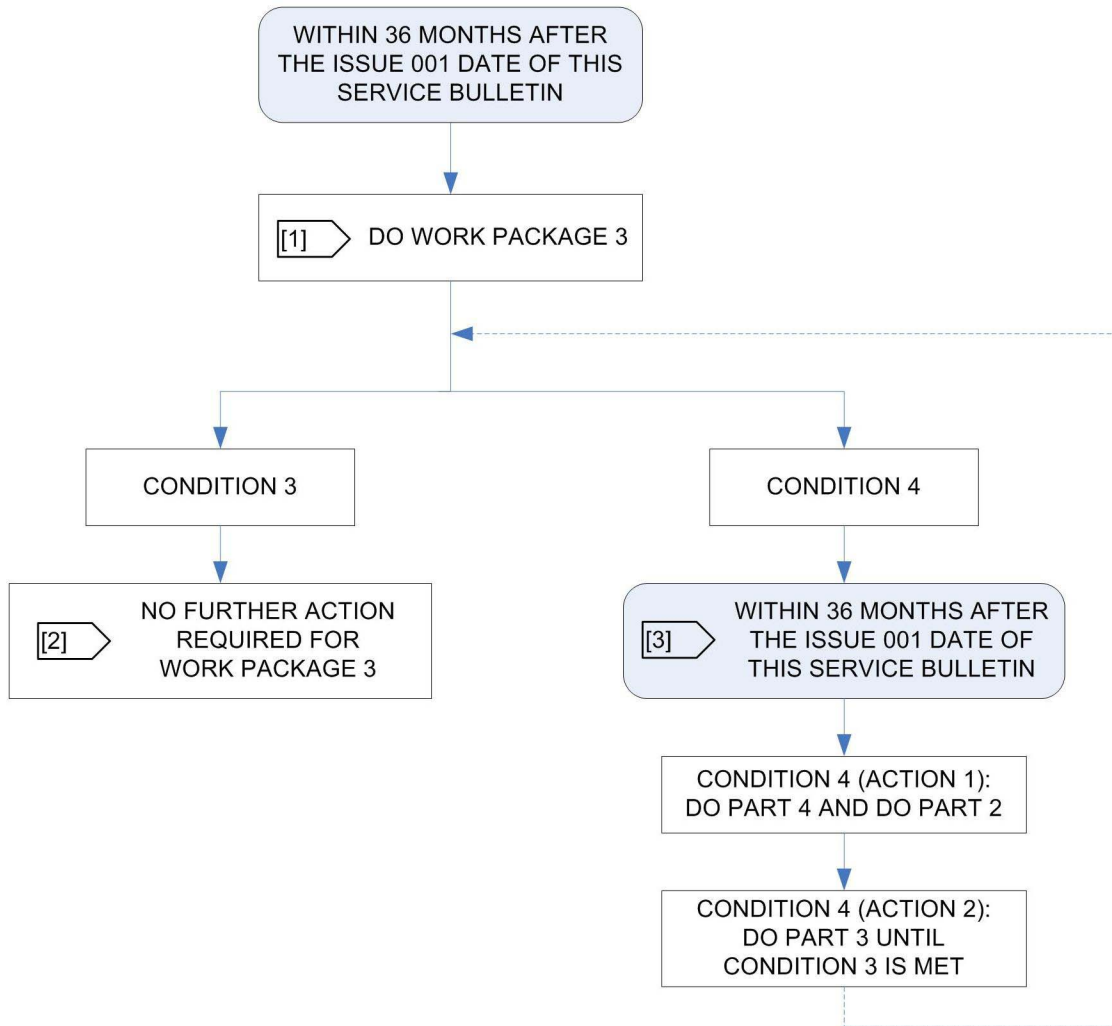 WITHIN 36 MONTHS AFTER
THE ISSUE 001 DATE OF THIS
SERVICE BULLETIN
[1] DO WORK PACKAGE 3
CONDITION 3
CONDITION 4
NO FURTHER ACTION
[2] REQUIRED FOR
WORK PACKAGE 3
WITHIN 36 MONTHS AFTER
[3] THE ISSUE 001 DATE OF
THIS SERVICE BULLETIN
CONDITION 4 (ACTION 1):
DO PART 4 AND DO PART 2
CONDITION 4 (ACTION 2):
DO PART 3 UNTIL
CONDITION 3 IS MET